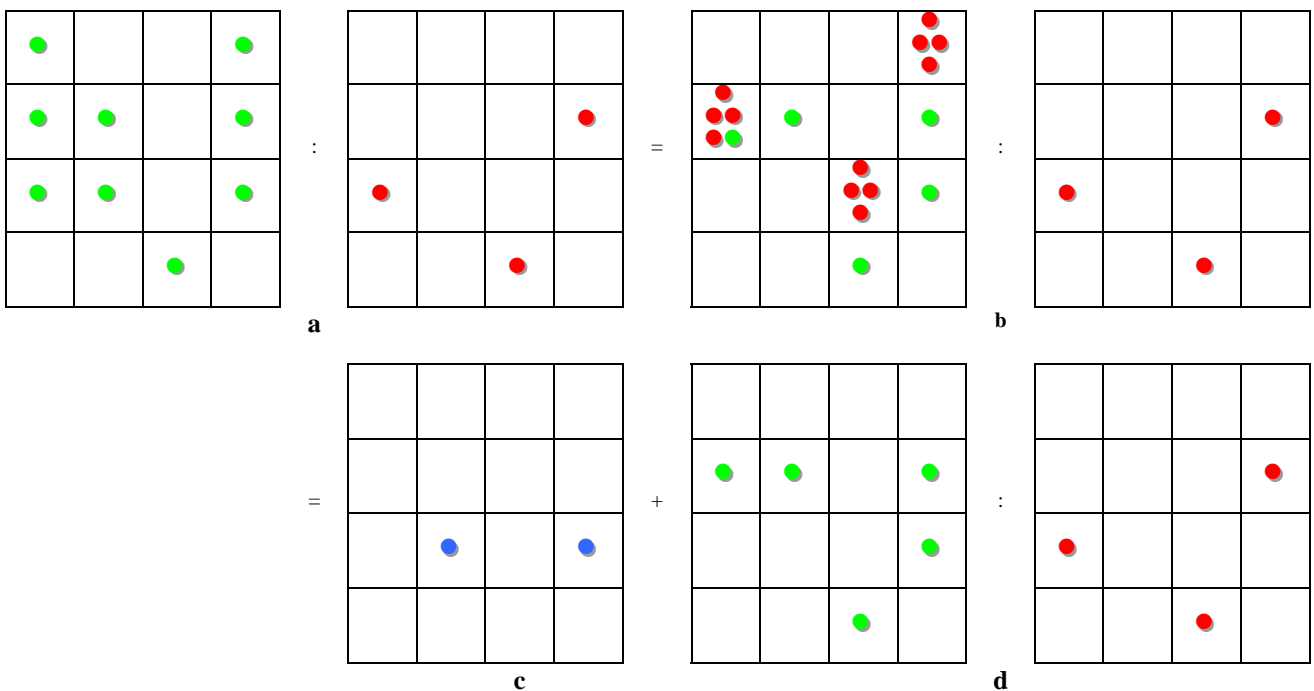 : = :
a b
= + :
c d